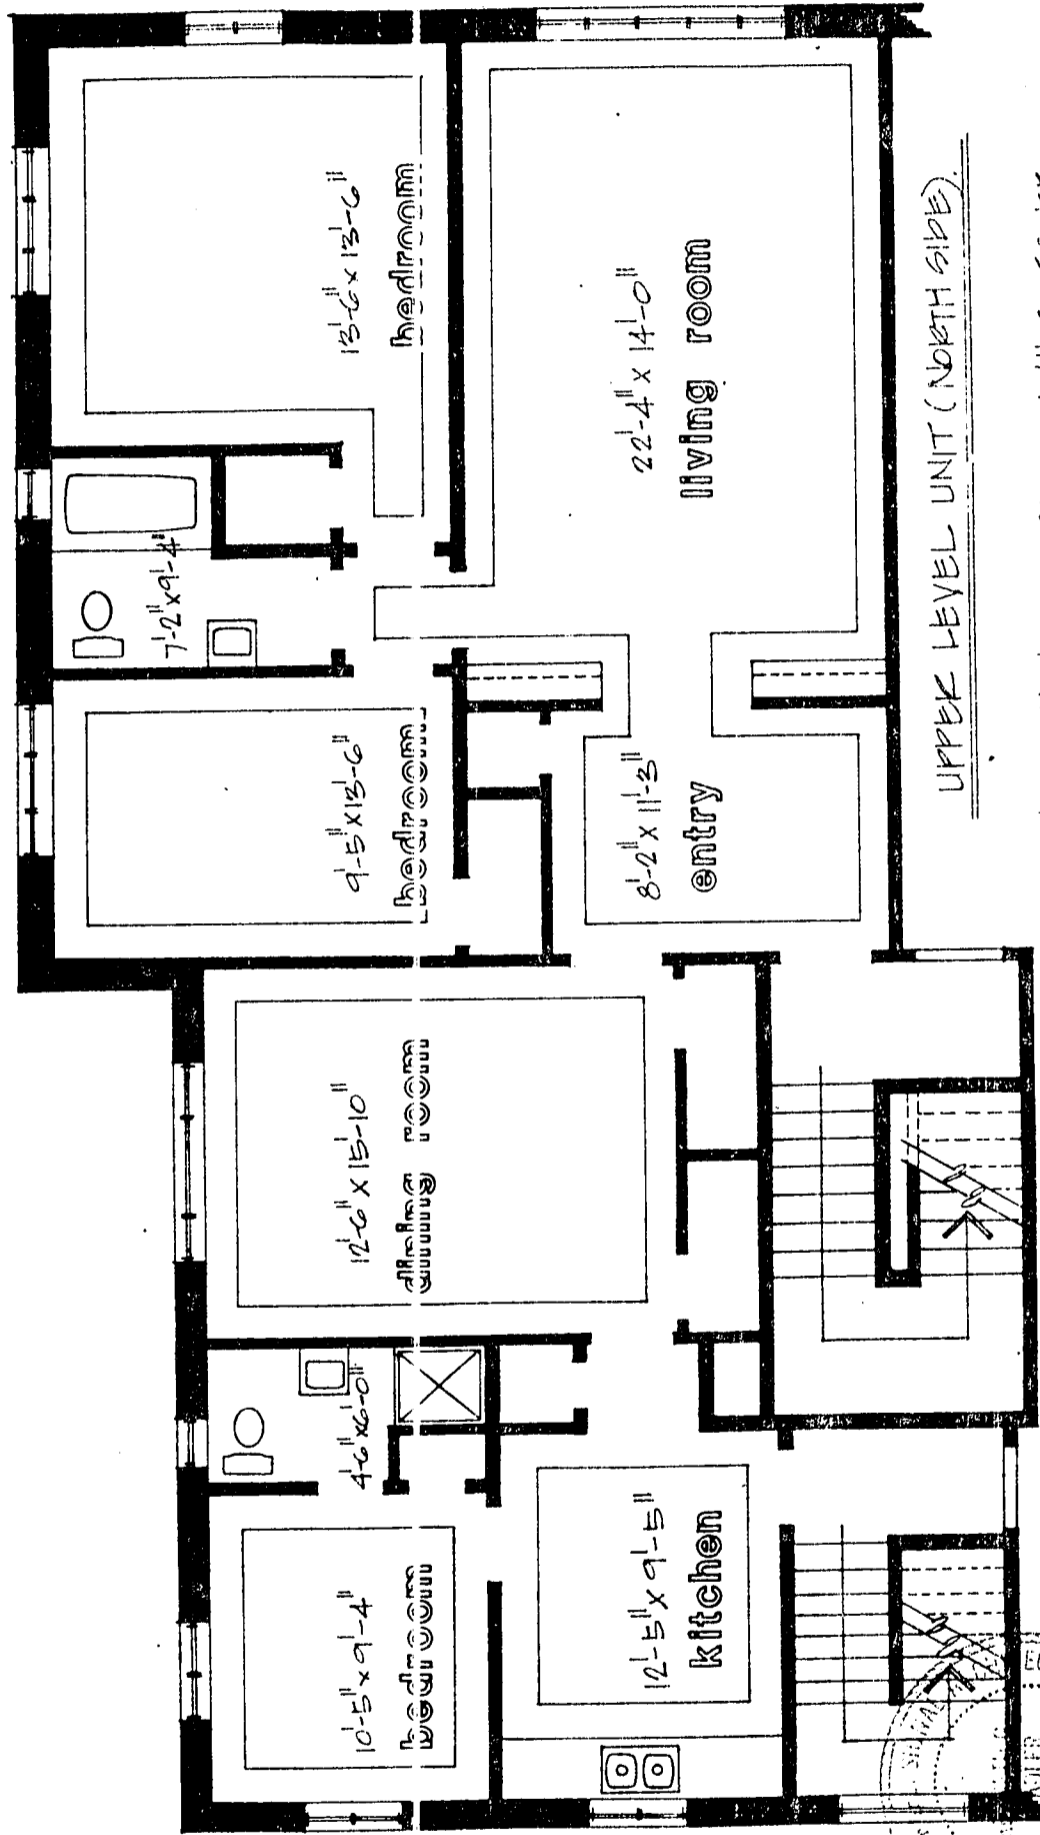 10'-5" x 9'-4"
bedroom
4'-6" x 6'-0"
12'-6" x 15'-10"
dining room
9'-5" x 13'-6"
bedroom
7'-2" x 9'-4"
13'-6" x 13'-6"
bedroom
12'-5" x 9'-5"
kitchen
8'-2" x 11'-3"
entry
22'-4" x 14'-0"
living room
UPPER LEVEL UNIT (NORTH SIDE).